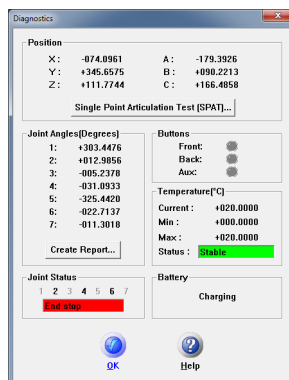 Diagnostics
Position
X: -074.0961 A: -179.3926
Y: +345.6575 B: +090.2213
Z: +111.7744 C: +166.4858
Single Point Articulation Test (SPAT)...
Joint Angles(Degrees)
1: +303.4476
2: +012.9856
3: -005.2378
4: -031.0933
5: -325.4420
6: -022.7137
7: -011.3018
Create Report...
Buttons
Front:
Back:
Aux:
Temperature(°C)
Current: +020.0000
Min: +000.0000
Max: +020.0000
Status: Stable
Joint Status
1 2 3 4 5 6 7
End stop
Battery
Charging
OK
Help